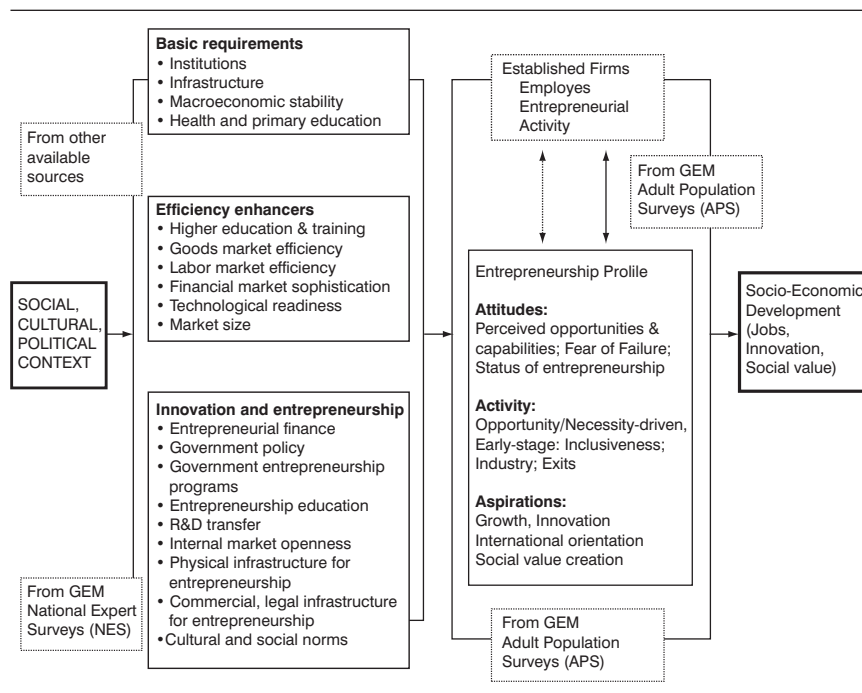 Basic requirements
• Institutions
• Infrastructure
• Macroeconomic stability
• Health and primary education
From other
available
sources
Efficiency enhancers
• Higher education & training
• Goods market efficiency
• Labor market efficiency
• Financial market sophistication
• Technological readiness
• Market size
SOCIAL,
CULTURAL,
POLITICAL
CONTEXT
Innovation and entrepreneurship
• Entrepreneurial finance
• Government policy
• Government entrepreneurship
programs
• Entrepreneurship education
• R&D transfer
• Internal market openness
• Physical infrastructure for
entrepreneurship
• Commercial, legal infrastructure
for entrepreneurship
• Cultural and social norms
From GEM
National Expert
Surveys (NES)
Established Firms
Employes
Entrepreneurial
Activity
From GEM
Adult Population
Surveys (APS)
Entrepreneurship Prolile
Attitudes:
Perceived opportunities &
capabilities; Fear of Failure;
Status of entrepreneurship
Activity:
Opportunity/Necessity-driven,
Early-stage: Inclusiveness;
Industry; Exits
Aspirations:
Growth, Innovation
International orientation
Social value creation
From GEM
Adult Population
Surveys (APS)
Socio-Economic
Development
(Jobs,
Innovation,
Social value)